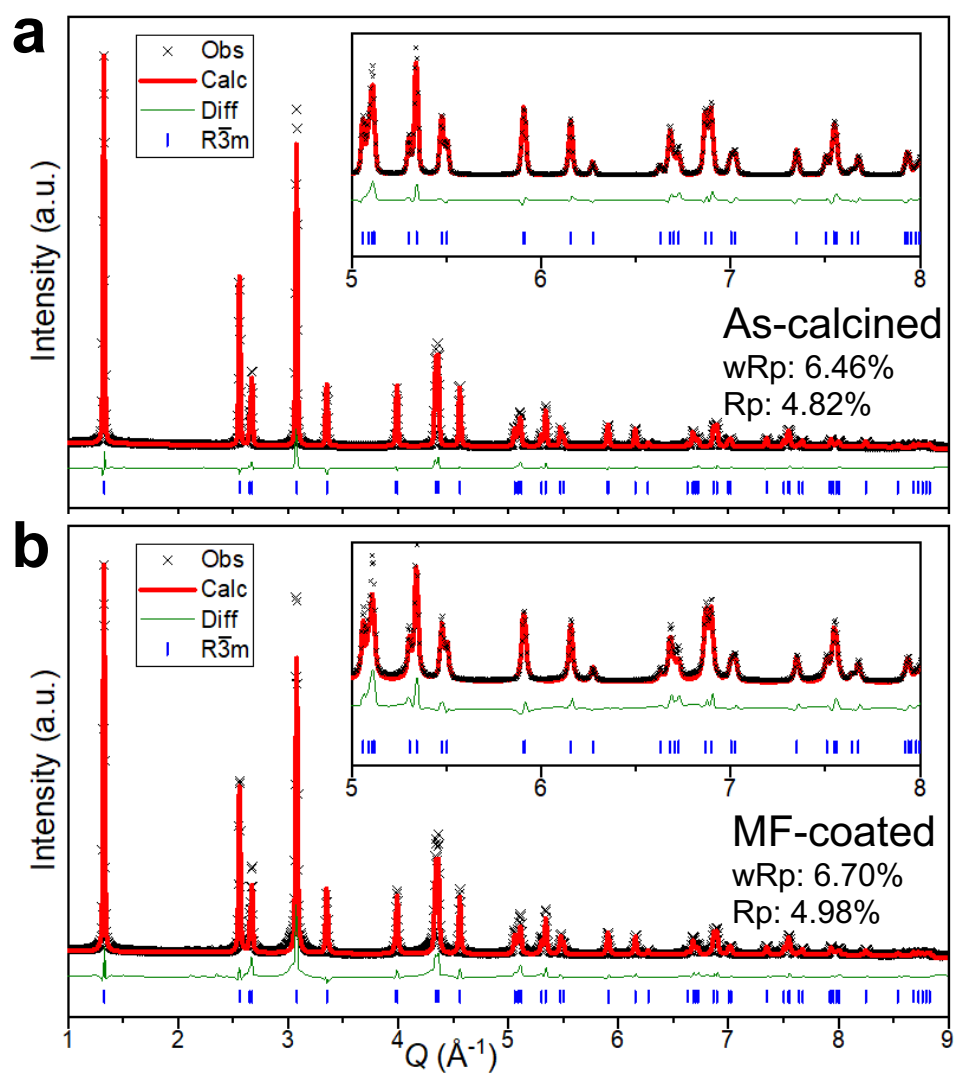 a
Obs
Calc
Diff
R3̅m
5 6 7 8
As-calcined
wRp: 6.46%
Rp: 4.82%
Intensity (a.u.)
b
Obs
Calc
Diff
R3̅m
5 6 7 8
MF-coated
wRp: 6.70%
Rp: 4.98%
Intensity (a.u.)
1 2 3 4 5 6 7 8 9
Q (Å⁻¹)